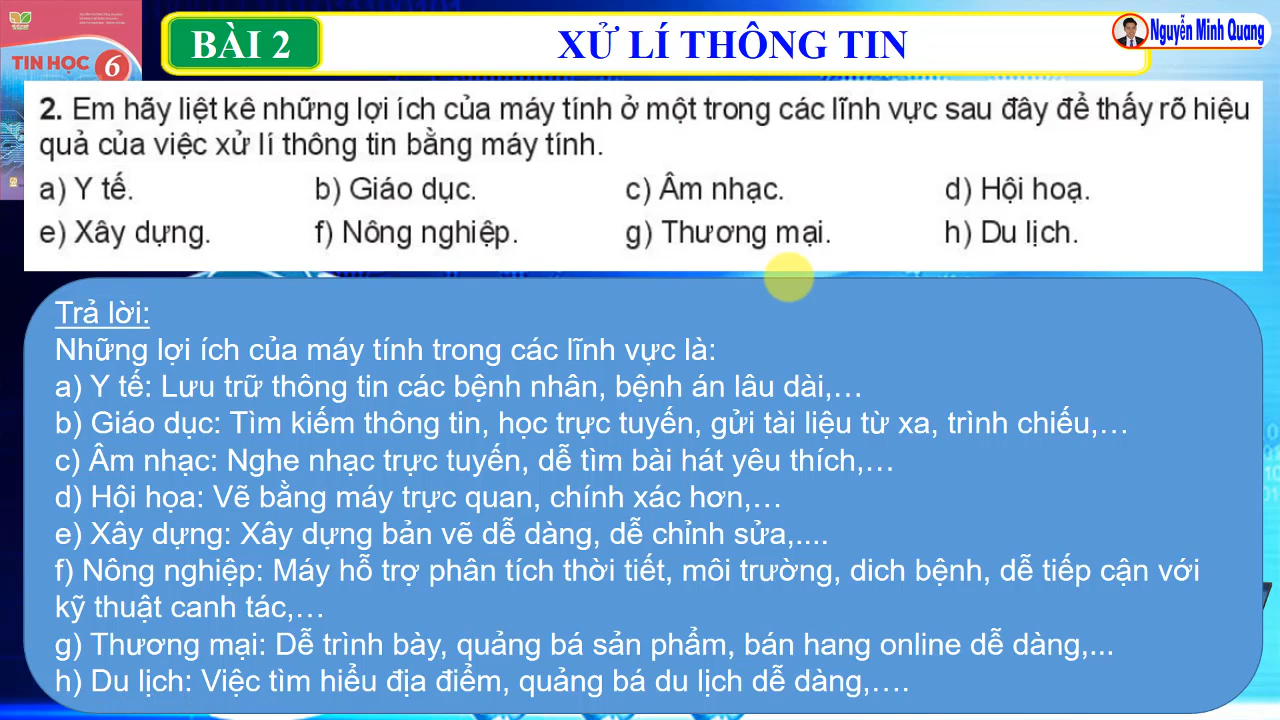 TIN HỌC 6
BÀI 2
XỬ LÍ THÔNG TIN
Nguyễn Minh Quang
2. Em hãy liệt kê những lợi ích của máy tính ở một trong các lĩnh vực sau đây để thấy rõ hiệu
quả của việc xử lí thông tin bằng máy tính.
a) Y tế. b) Giáo dục. c) Âm nhạc. d) Hội hoạ.
e) Xây dựng. f) Nông nghiệp. g) Thương mại. h) Du lịch.
Trả lời:
Những lợi ích của máy tính trong các lĩnh vực là:
a) Y tế: Lưu trữ thông tin các bệnh nhân, bệnh án lâu dài,…
b) Giáo dục: Tìm kiếm thông tin, học trực tuyến, gửi tài liệu từ xa, trình chiếu,…
c) Âm nhạc: Nghe nhạc trực tuyến, dễ tìm bài hát yêu thích,…
d) Hội họa: Vẽ bằng máy trực quan, chính xác hơn,…
e) Xây dựng: Xây dựng bản vẽ dễ dàng, dễ chỉnh sửa,....
f) Nông nghiệp: Máy hỗ trợ phân tích thời tiết, môi trường, dich bệnh, dễ tiếp cận với
kỹ thuật canh tác,…
g) Thương mại: Dễ trình bày, quảng bá sản phẩm, bán hang online dễ dàng,...
h) Du lịch: Việc tìm hiểu địa điểm, quảng bá du lịch dễ dàng,….